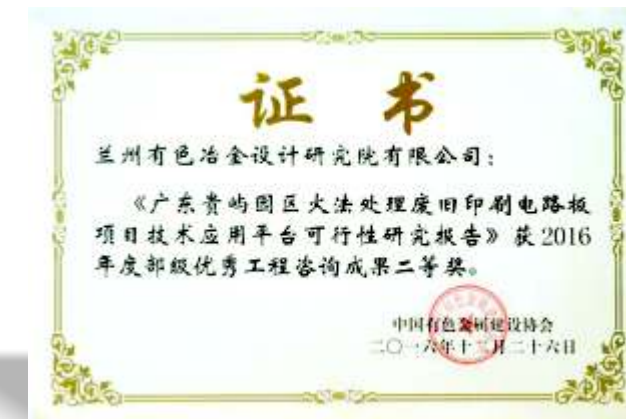 证 书
兰州有色冶金设计研究院有限公司：
《广东贵屿园区火法处理废旧印刷电路板
项目技术应用平台可行性研究报告》获 2016
年度部级优秀工程咨询成果二等奖。
中国有色金属建设协会
二〇一六年十二月二十六日